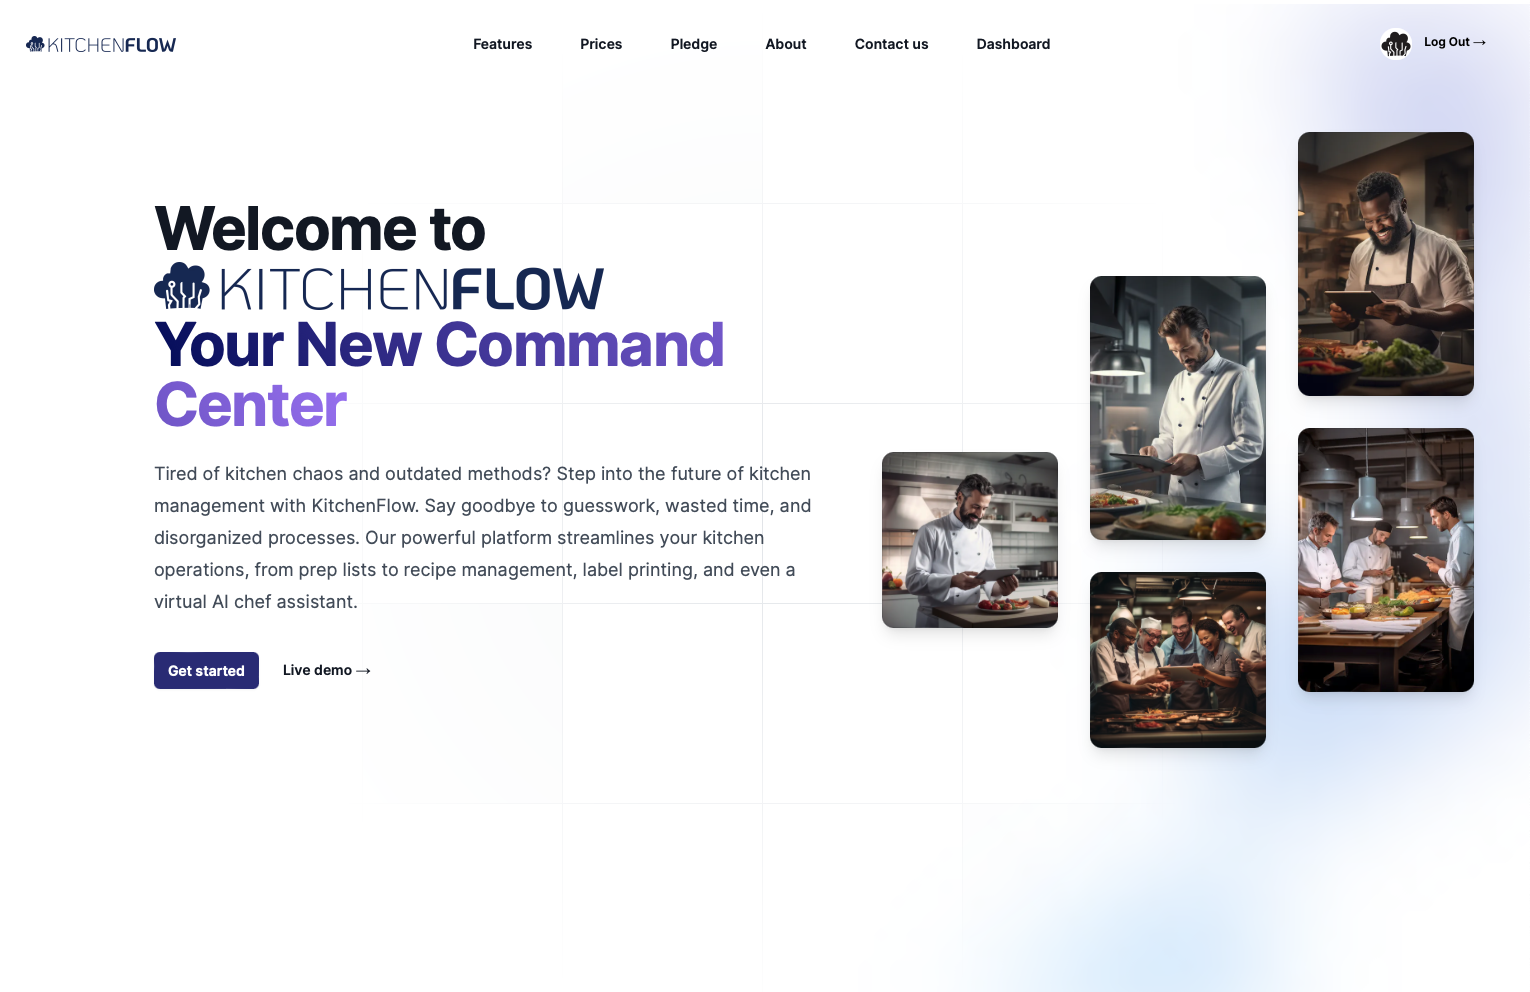 KITCHENFLOW
Features Prices Pledge About Contact us Dashboard
Log Out →
Welcome to
KITCHENFLOW
Your New Command
Center
Tired of kitchen chaos and outdated methods? Step into the future of kitchen
management with KitchenFlow. Say goodbye to guesswork, wasted time, and
disorganized processes. Our powerful platform streamlines your kitchen
operations, from prep lists to recipe management, label printing, and even a
virtual AI chef assistant.
Get started Live demo →